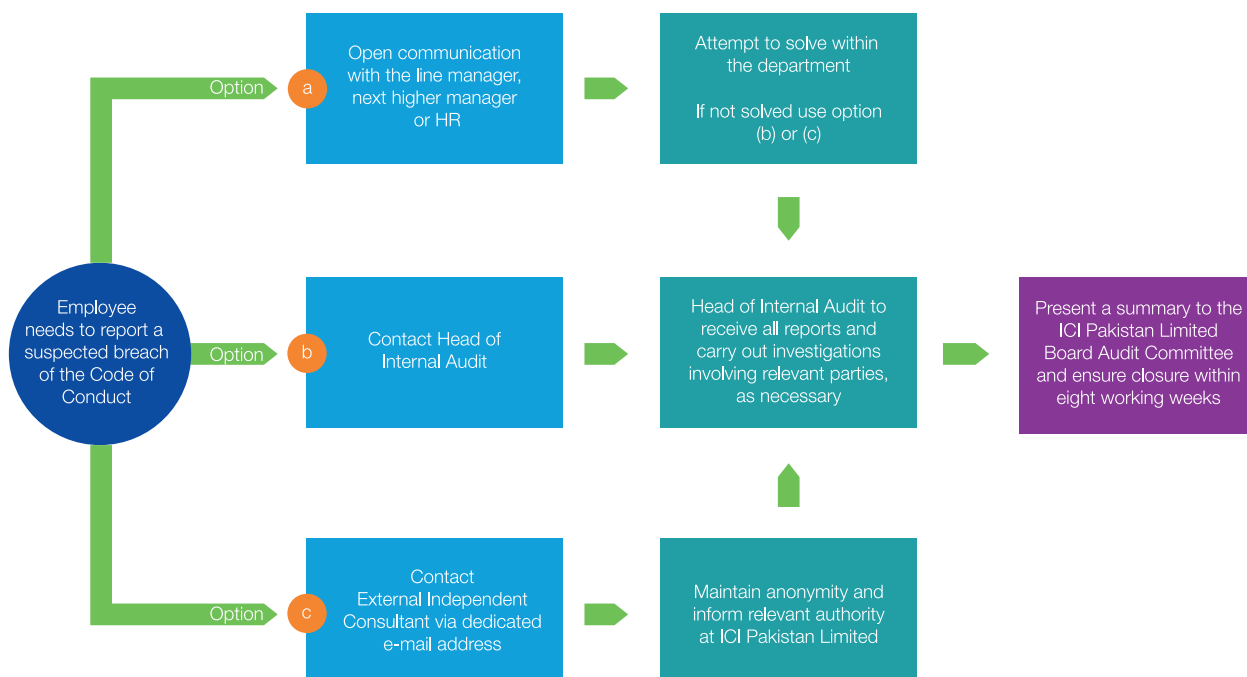 Option
a
Open communication
with the line manager,
next higher manager
or HR
Attempt to solve within
the department
If not solved use option
(b) or (c)
Employee
needs to report a
suspected breach
of the Code of
Conduct
Option
b
Contact Head of
Internal Audit
Head of Internal Audit to
receive all reports and
carry out investigations
involving relevant parties,
as necessary
Present a summary to the
ICI Pakistan Limited
Board Audit Committee
and ensure closure within
eight working weeks
Option
c
Contact
External Independent
Consultant via dedicated
e-mail address
Maintain anonymity and
inform relevant authority
at ICI Pakistan Limited